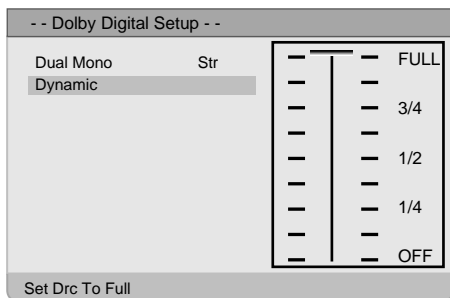 - - Dolby Digital Setup - -
Dual Mono Str
Dynamic
FULL
3/4
1/2
1/4
OFF
Set Drc To Full